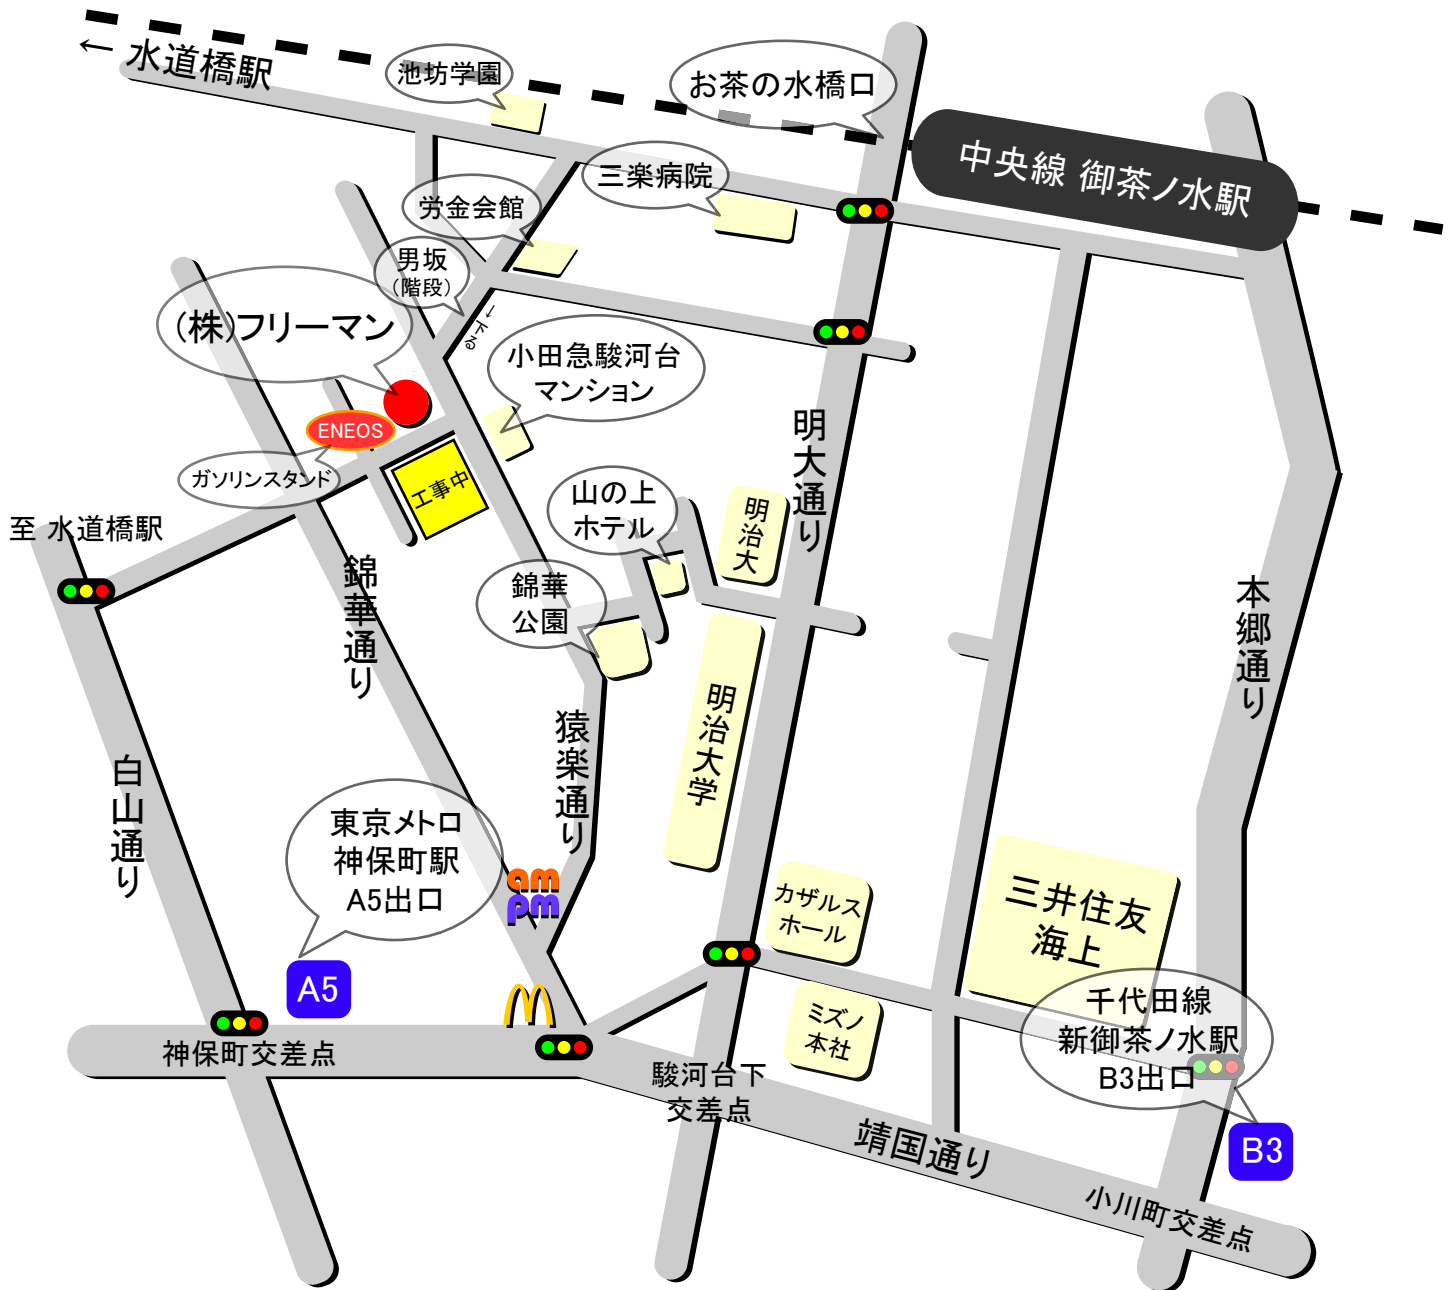 ← 水道橋駅
池坊学園
お茶の水橋口
中央線 御茶ノ水駅
三楽病院
労金会館
男坂
（階段）
(株)フリーマン
←下る
小田急駿河台
マンション
ENEOS
ガソリンスタンド
工事中
山の上
ホテル
明治大
明大通り
至 水道橋駅
錦華通り
錦華
公園
本郷通り
明治大学
猿楽通り
白山通り
東京メトロ
神保町駅
A5出口
am
pm
カザルス
ホール
三井住友
海上
A5
ミズノ
本社
千代田線
新御茶ノ水駅
B3出口
神保町交差点
駿河台下
交差点
靖国通り
B3
小川町交差点